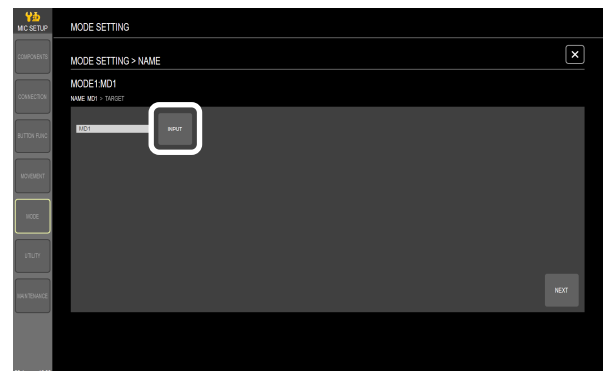 MIC SETUP
MODE SETTING
COMPONENTS
MODE SETTING > NAME
MODE1:MD1
CONNECTION
NAME MD1 > TARGET
MD1
INPUT
BUTTON FUNC
MOVEMENT
MODE
UTILITY
MAINTENANCE
NEXT